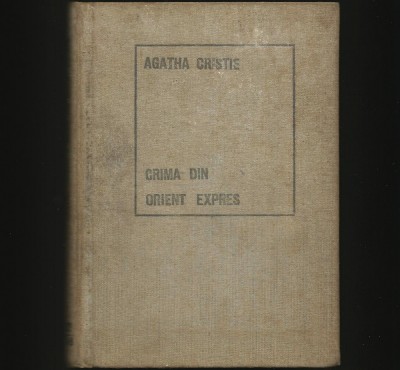 AGATHA CRISTIE
CRIMA DIN
ORIENT EXPRES